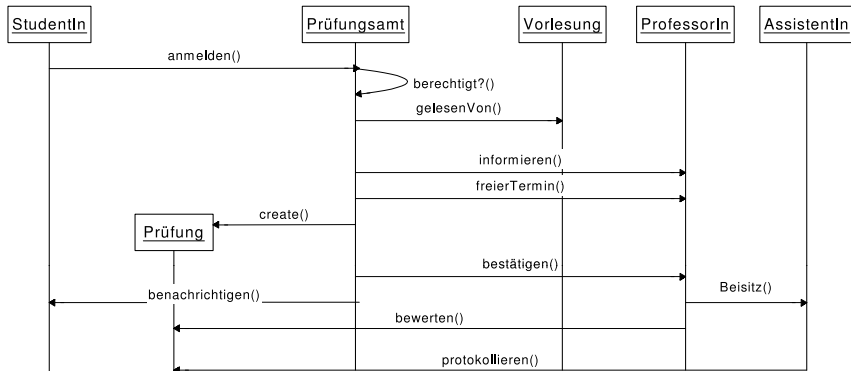 StudentIn
Prüfungsamt
Vorlesung
ProfessorIn
AssistentIn
anmelden()
berechtigt?()
gelesenVon()
informieren()
freierTermin()
create()
Prüfung
bestätigen()
benachrichtigen()
Beisitz()
bewerten()
protokollieren()